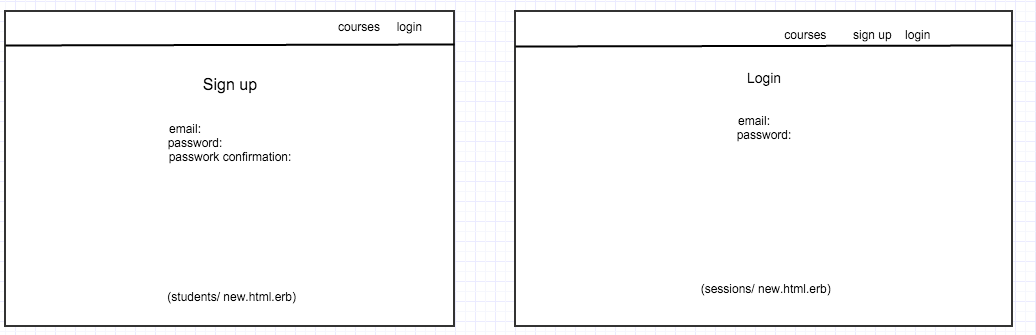 courses login
Sign up
email:
password:
passwork confirmation:
(students/ new.html.erb)
courses sign up login
Login
email:
password:
(sessions/ new.html.erb)